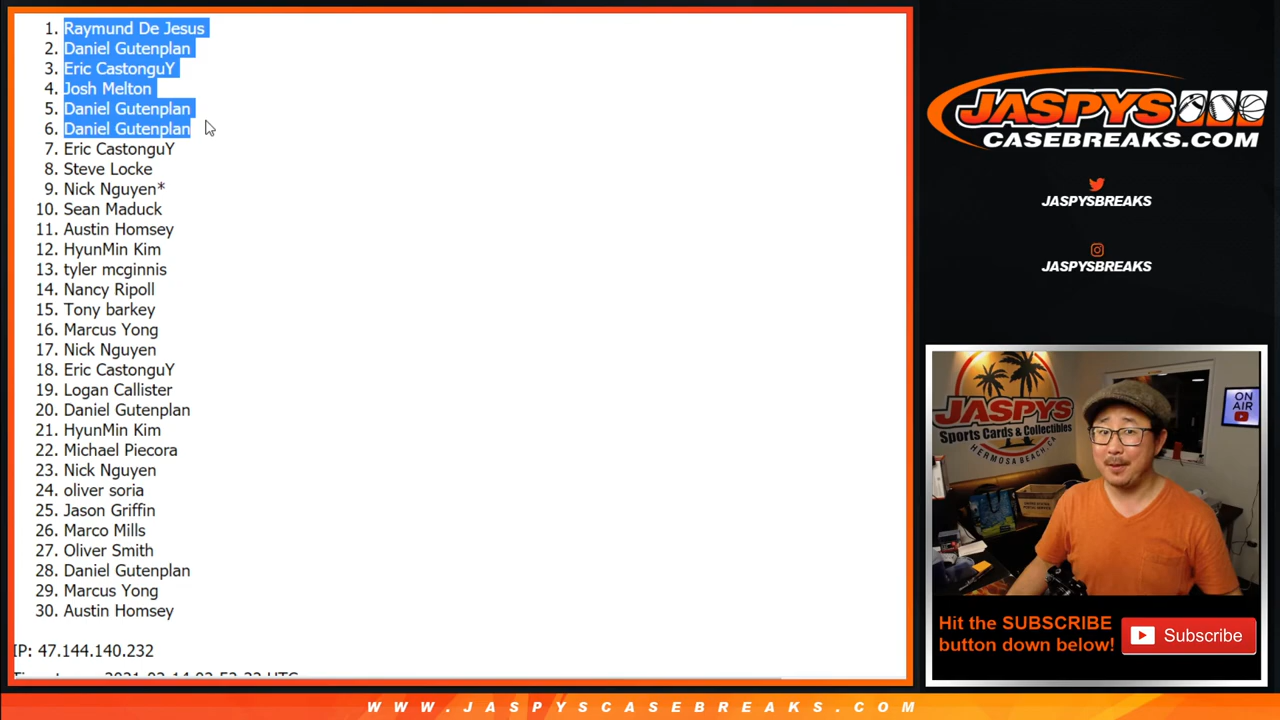 1. Raymund De Jesus
2. Daniel Gutenplan
3. Eric CastonguY
4. Josh Melton
5. Daniel Gutenplan
6. Daniel Gutenplan
7. Eric CastonguY
8. Steve Locke
9. Nick Nguyen*
10. Sean Maduck
11. Austin Homsey
12. HyunMin Kim
13. tyler mcginnis
14. Nancy Ripoll
15. Tony barkey
16. Marcus Yong
17. Nick Nguyen
18. Eric CastonguY
19. Logan Callister
20. Daniel Gutenplan
21. HyunMin Kim
22. Michael Piecora
23. Nick Nguyen
24. oliver soria
25. Jason Griffin
26. Marco Mills
27. Oliver Smith
28. Daniel Gutenplan
29. Marcus Yong
30. Austin Homsey
IP: 47.144.140.232
JASPYS
CASEBREAKS.COM
JASPYSBREAKS
JASPYSBREAKS
JASPYS
Sports Cards & Collectibles
HERMOSA BEACH, CA
ON
AIR
Hit the SUBSCRIBE
button down below!
Subscribe
WWW.JASPYSCASEBREAKS.COM